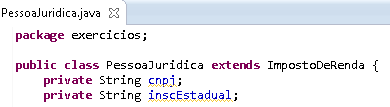 PessoaJuridica.java
package exercicios;
public class PessoaJuridica extends ImpostoDeRenda {
private String cnpj;
private String inscEstadual;